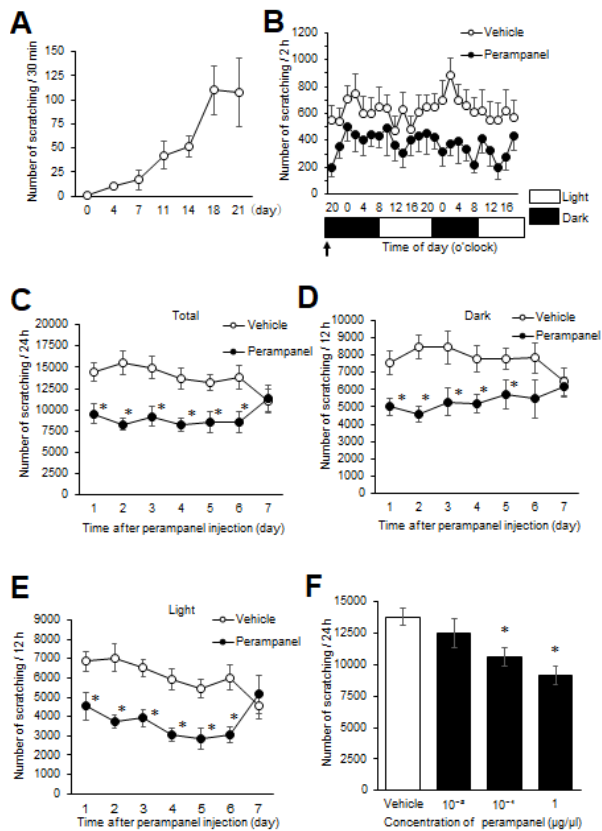 A
Number of scratching / 30 min
150
125
100
75
50
25
0
0 4 7 11 14 18 21 (day)
B
Vehicle
Perampanel
Number of scratching / 2 h
1200
1000
800
600
400
200
0
20 0 4 8 12 16 20 0 4 8 12 16
Time of day (o'clock)
Light
Dark
C
Total
Vehicle
Perampanel
Number of scratching / 24 h
20000
17500
15000
12500
10000
7500
5000
2500
0
* * * * * *
1 2 3 4 5 6 7
Time after perampanel injection (day)
D
Dark
Vehicle
Perampanel
Number of scratching / 12 h
10000
9000
8000
7000
6000
5000
4000
3000
2000
1000
0
* * * * *
1 2 3 4 5 6 7
Time after perampanel injection (day)
E
Light
Vehicle
Perampanel
Number of scratching / 12 h
9000
8000
7000
6000
5000
4000
3000
2000
1000
0
* * * * * *
1 2 3 4 5 6 7
Time after perampanel injection (day)
F
Number of scratching / 24h
15000
12500
10000
7500
5000
2500
0
* *
Vehicle 1
Concentration of perampanel (µg/µl)